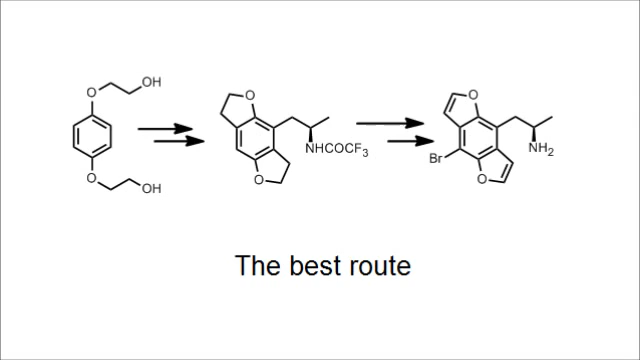 O OH
O OH
O
O
NHCOCF3
O
O
Br
NH2
The best route